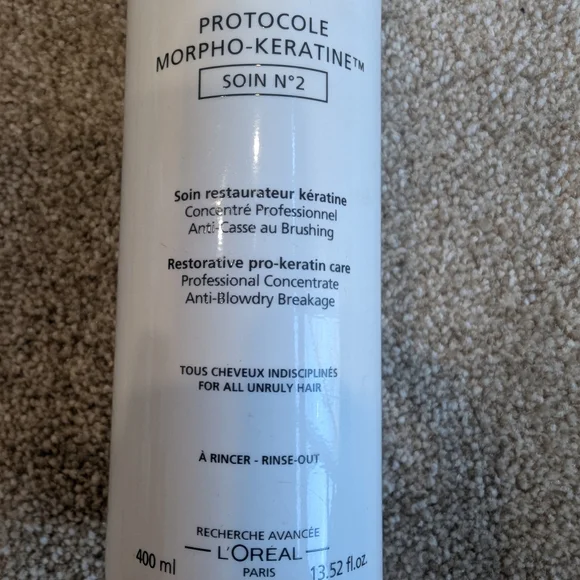 PROTOCOLE
MORPHO-KERATINE™
SOIN N°2
Soin restaurateur kératine
Concentré Professionnel
Anti-Casse au Brushing
Restorative pro-keratin care
Professional Concentrate
Anti-Blowdry Breakage
TOUS CHEVEUX INDISCIPLINÉS
FOR ALL UNRULY HAIR
À RINCER - RINSE-OUT
RECHERCHE AVANCÉE
L'ORÉAL
PARIS
400 ml
13.52 fl.oz.